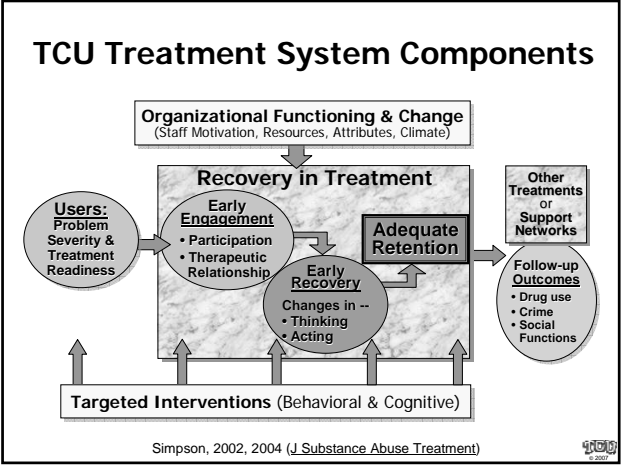 TCU Treatment System Components
Organizational Functioning & Change
(Staff Motivation, Resources, Attributes, Climate)
Recovery in Treatment
Users:
Problem
Severity &
Treatment
Readiness
Early
Engagement
• Participation
• Therapeutic
Relationship
Early
Recovery
Changes in --
• Thinking
• Acting
Adequate
Retention
Other
Treatments
or
Support
Networks
Follow-up
Outcomes
• Drug use
• Crime
• Social
Functions
Targeted Interventions (Behavioral & Cognitive)
Simpson, 2002, 2004 (J Substance Abuse Treatment)
TCU
© 2007